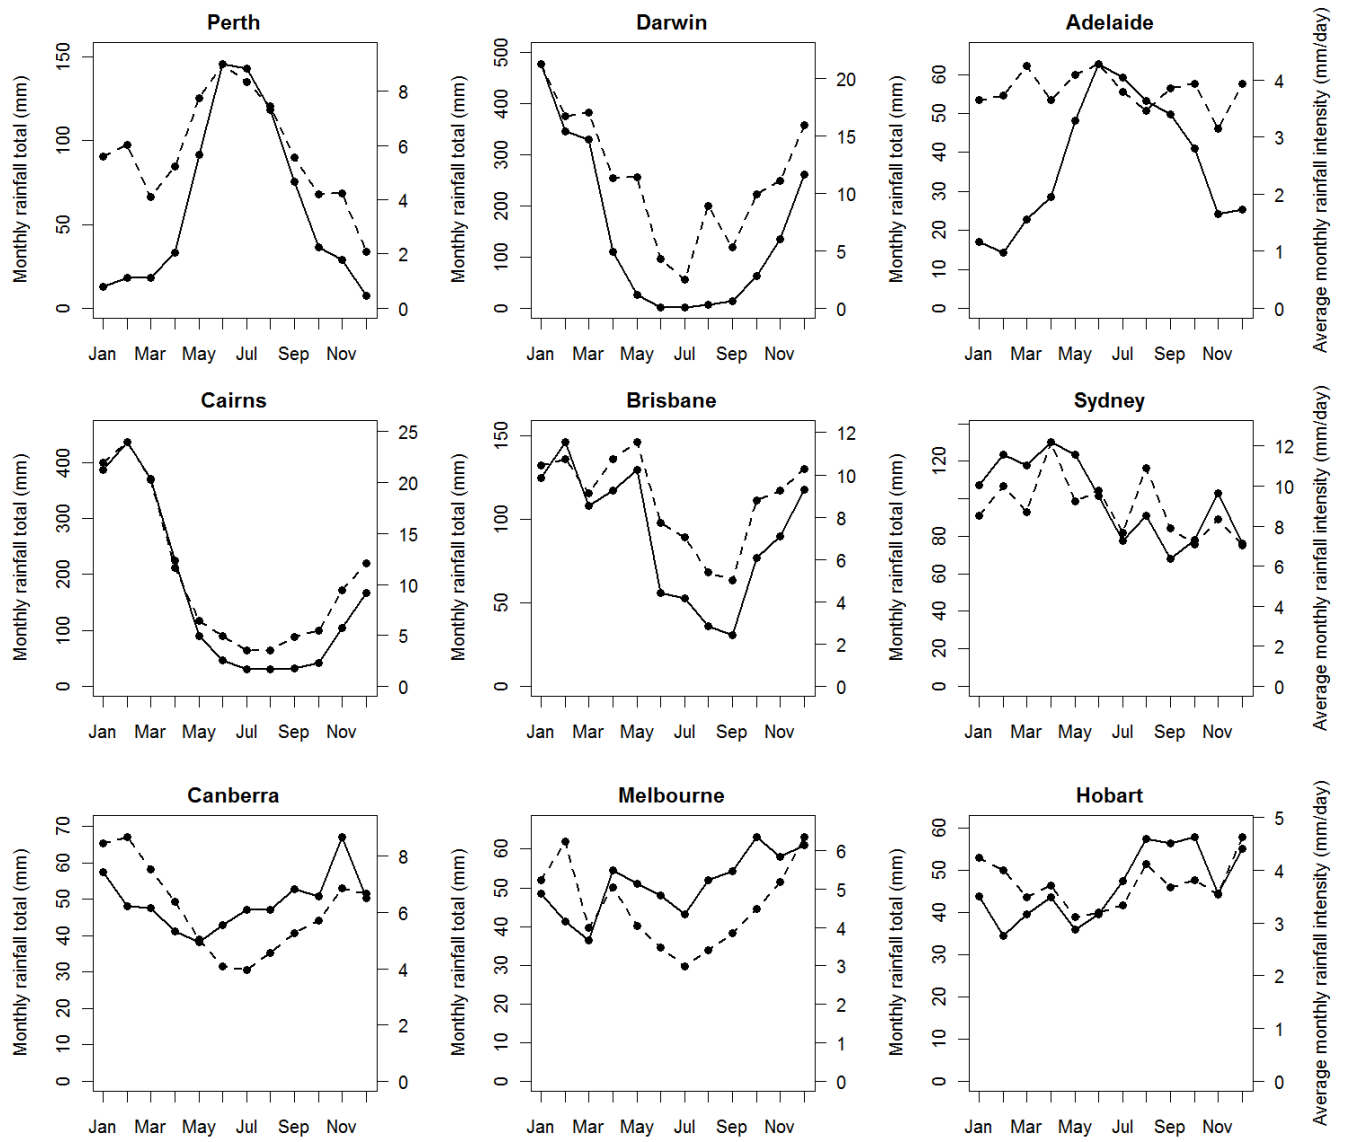 Perth
Darwin
Adelaide
Monthly rainfall total (mm)
0 50 100 150
0 2 4 6 8
Jan Mar May Jul Sep Nov
Monthly rainfall total (mm)
0 100 200 300 400 500
0 5 10 15 20
Jan Mar May Jul Sep Nov
Monthly rainfall total (mm)
0 10 20 30 40 50 60
0 1 2 3 4
Average monthly rainfall intensity (mm/day)
Jan Mar May Jul Sep Nov
Cairns
Brisbane
Sydney
Monthly rainfall total (mm)
0 100 200 300 400
0 5 10 15 20 25
Jan Mar May Jul Sep Nov
Monthly rainfall total (mm)
0 50 100 150
0 2 4 6 8 10 12
Jan Mar May Jul Sep Nov
Monthly rainfall total (mm)
0 20 40 60 80 120
0 2 4 6 8 10 12
Average monthly rainfall intensity (mm/day)
Jan Mar May Jul Sep Nov
Canberra
Melbourne
Hobart
Monthly rainfall total (mm)
0 10 20 30 40 50 60 70
0 2 4 6 8
Jan Mar May Jul Sep Nov
Monthly rainfall total (mm)
0 10 20 30 40 50 60
0 1 2 3 4 5 6
Jan Mar May Jul Sep Nov
Monthly rainfall total (mm)
0 10 20 30 40 50 60
0 1 2 3 4 5
Average monthly rainfall intensity (mm/day)
Jan Mar May Jul Sep Nov